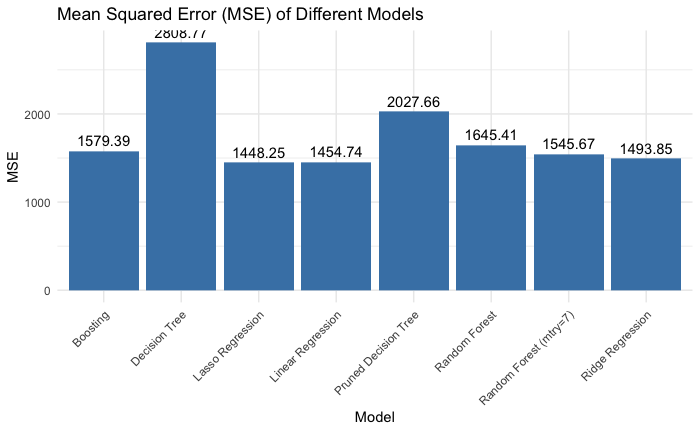 Mean Squared Error (MSE) of Different Models
2808.77
2027.66
1645.41
1579.39
1545.67
1493.85
1448.25
1454.74
MSE
2000
1000
0
Boosting
Decision Tree
Lasso Regression
Linear Regression
Pruned Decision Tree
Random Forest
Random Forest (mtry=7)
Ridge Regression
Model